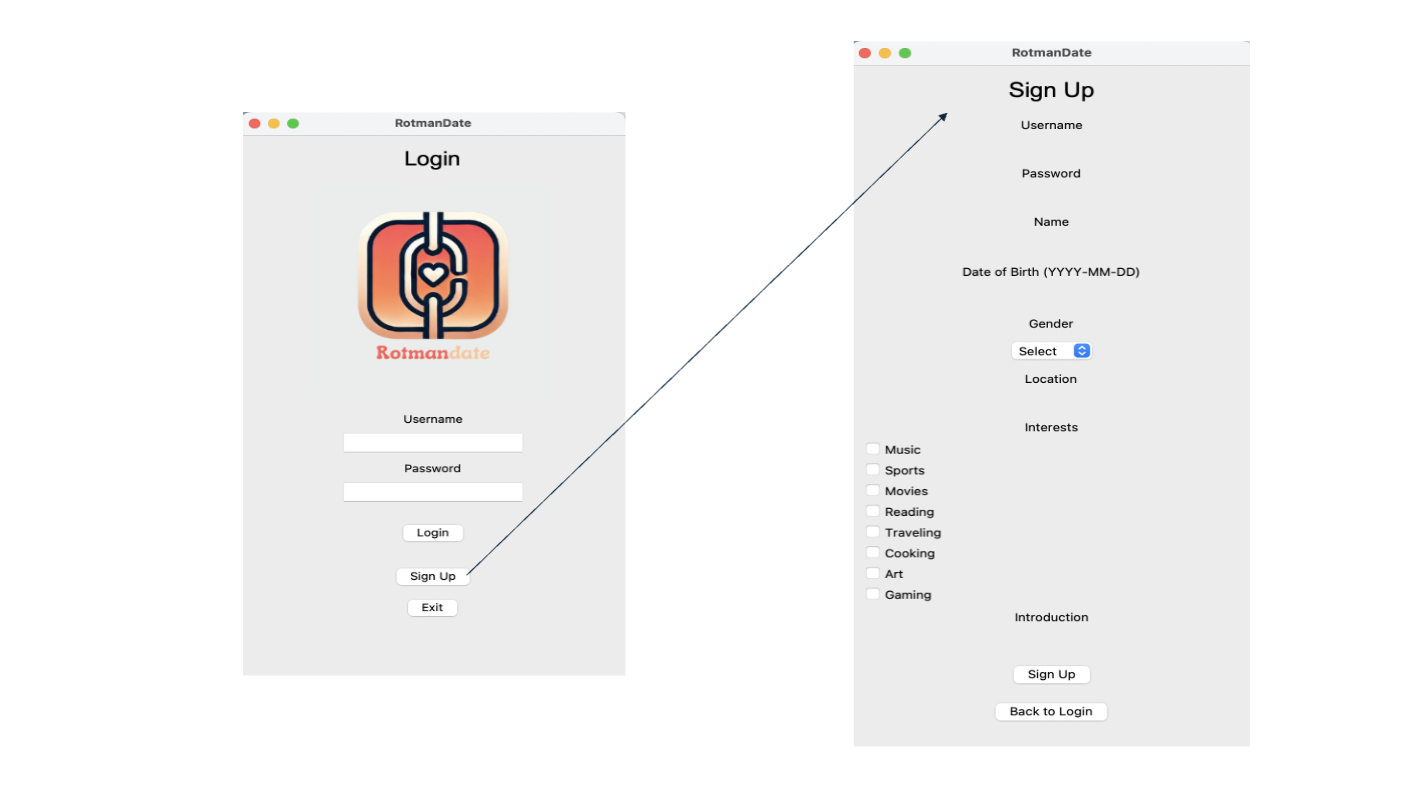 RotmanDate
Login
Rotmandate
Username
Password
Login
Sign Up
Exit
RotmanDate
Sign Up
Username
Password
Name
Date of Birth (YYYY-MM-DD)
Gender
Select
Location
Interests
Music
Sports
Movies
Reading
Traveling
Cooking
Art
Gaming
Introduction
Sign Up
Back to Login